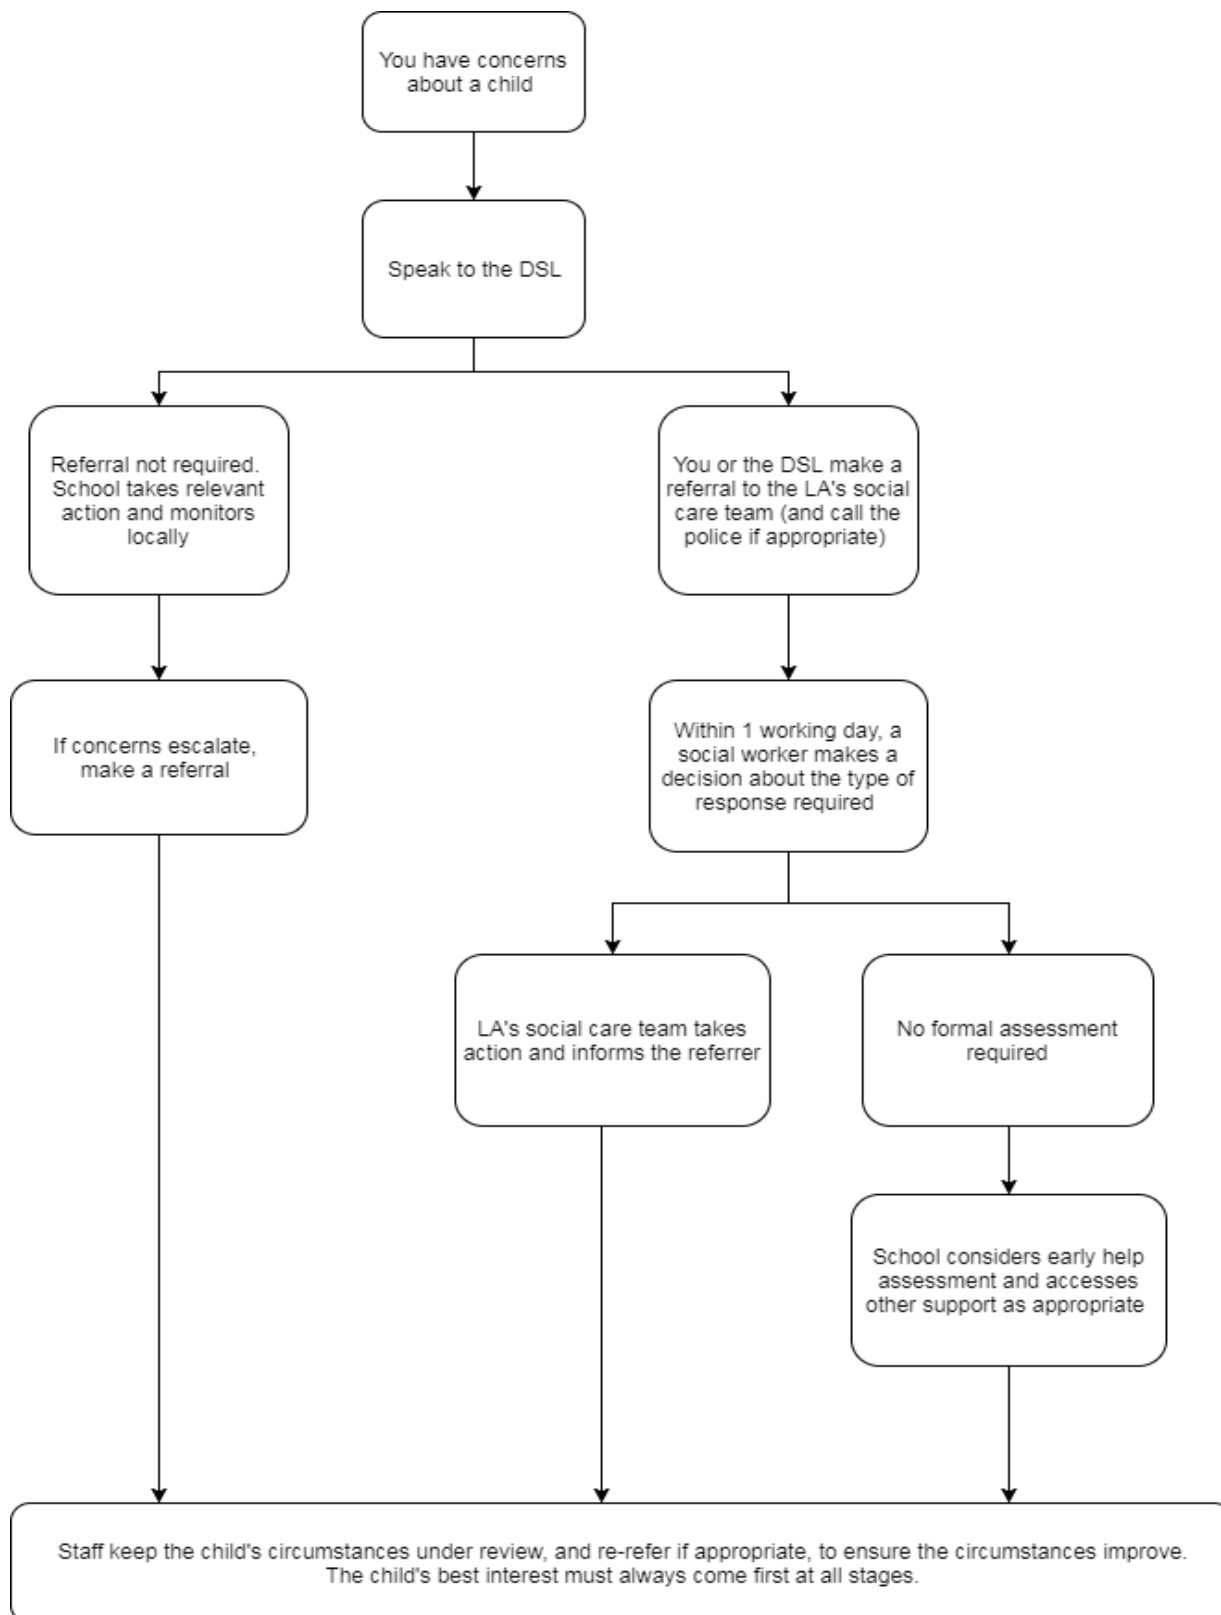 You have concerns
about a child
Speak to the DSL
Referral not required.
School takes relevant
action and monitors
locally
You or the DSL make a
referral to the LA's social
care team (and call the
police if appropriate)
If concerns escalate,
make a referral
Within 1 working day, a
social worker makes a
decision about the type of
response required
LA's social care team takes
action and informs the referrer
No formal assessment
required
School considers early help
assessment and accesses
other support as appropriate
Staff keep the child's circumstances under review, and re-refer if appropriate, to ensure the circumstances improve.
The child's best interest must always come first at all stages.